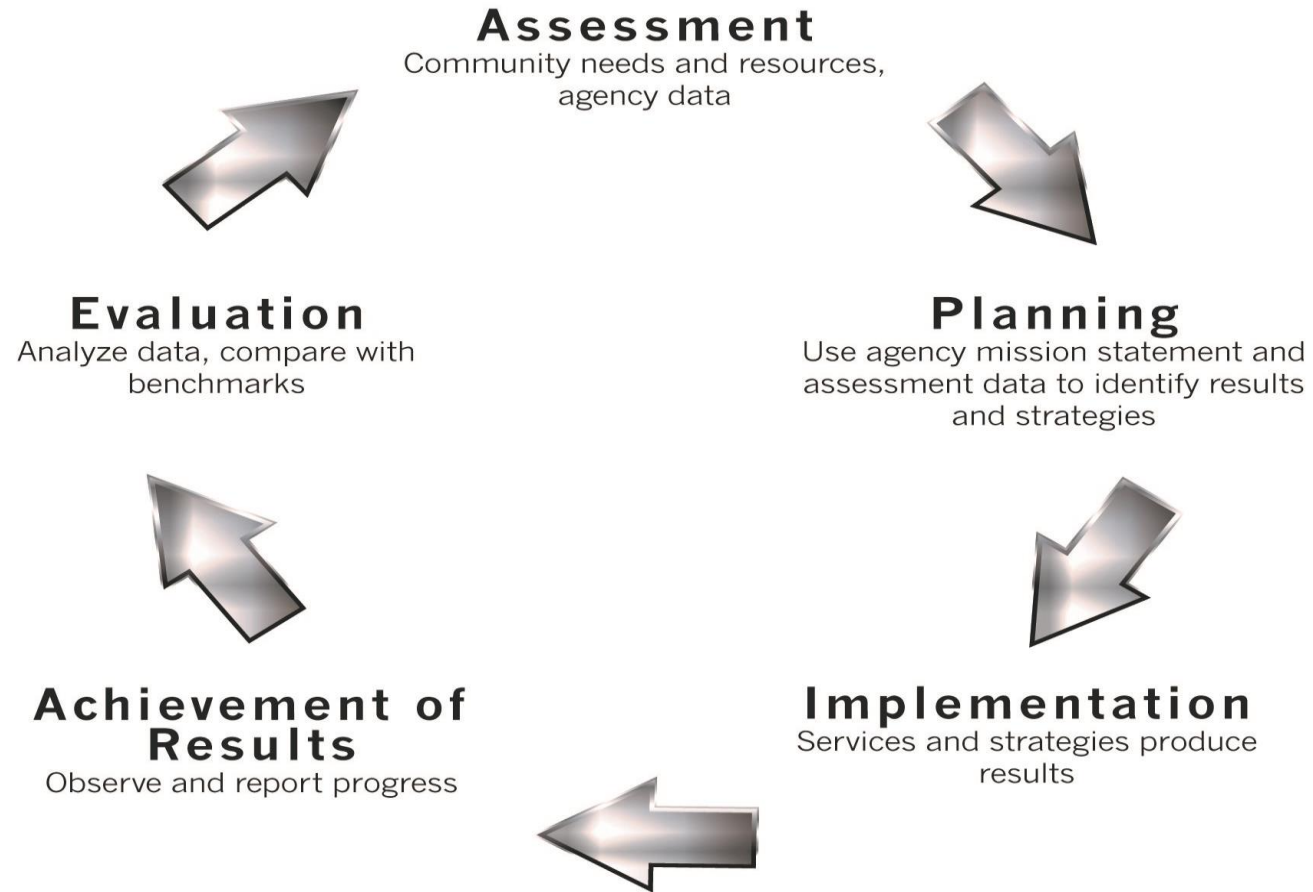 Assessment
Community needs and resources,
agency data
Planning
Use agency mission statement and
assessment data to identify results
and strategies
Implementation
Services and strategies produce
results
Achievement of
Results
Observe and report progress
Evaluation
Analyze data, compare with
benchmarks